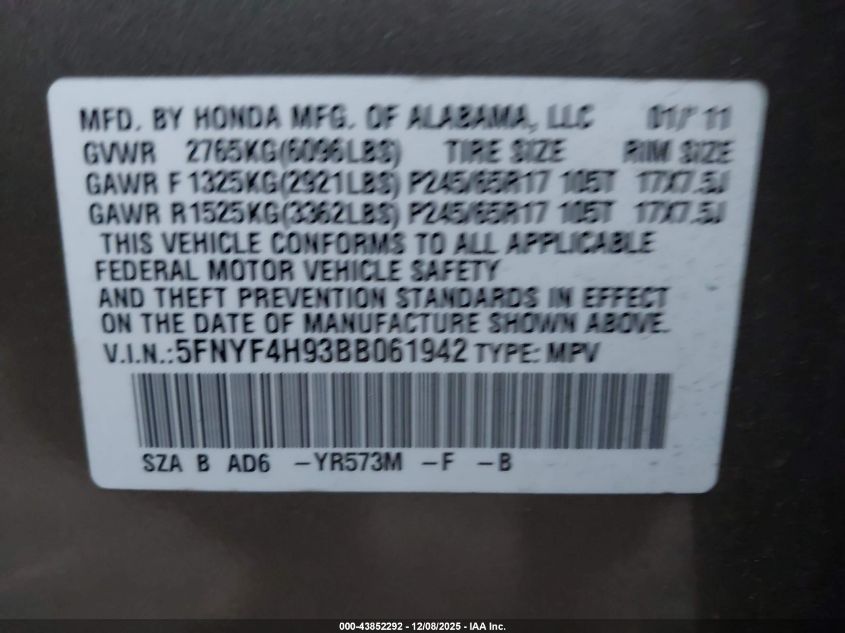 MFD. BY HONDA MFG. OF ALABAMA, LLC 01/'11
GVWR 2765KG(6096LBS) TIRE SIZE RIM SIZE
GAWR F 1325KG(2921LBS) P245/65R17 105T 17X7.5J
GAWR R1525KG(3362LBS) P245/65R17 105T 17X7.5J
THIS VEHICLE CONFORMS TO ALL APPLICABLE
FEDERAL MOTOR VEHICLE SAFETY
AND THEFT PREVENTION STANDARDS IN EFFECT
ON THE DATE OF MANUFACTURE SHOWN ABOVE.
V.I.N.:5FNYF4H93BB061942 TYPE: MPV
SZA B AD6 -YR573M -F -B
000-43852292 - 12/08/2025 - IAA Inc.